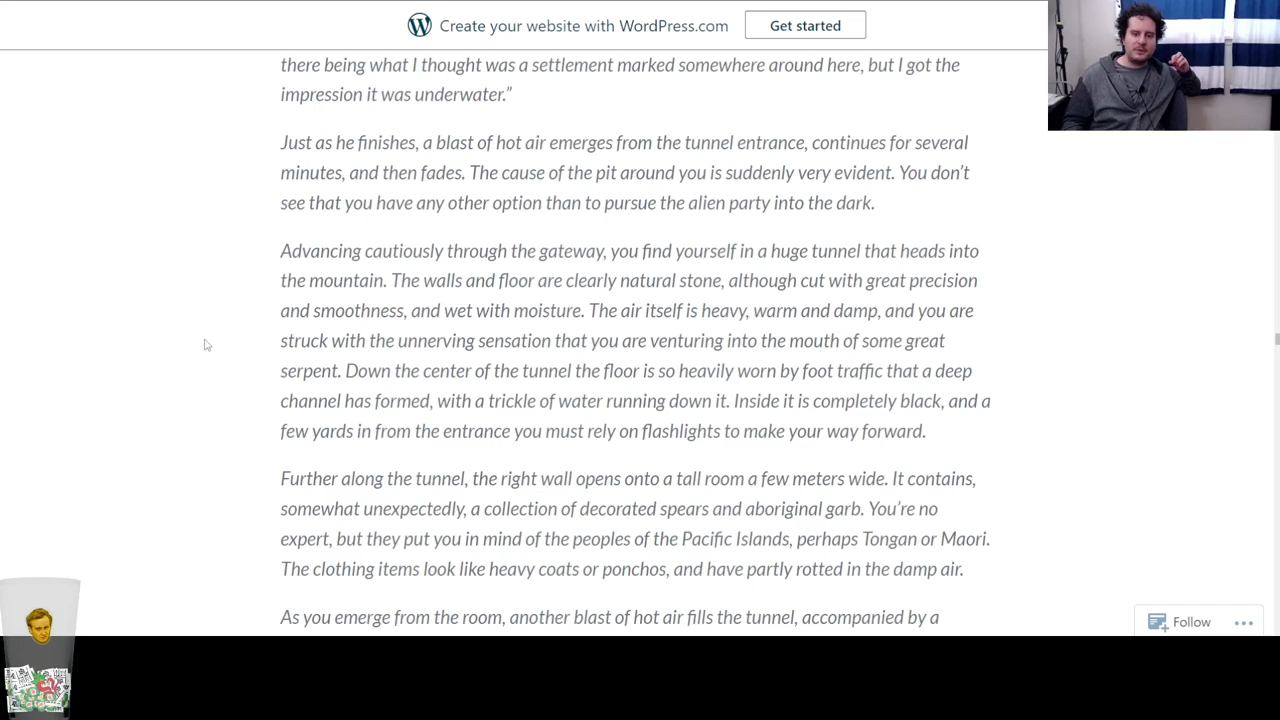 Create your website with WordPress.com
Get started
there being what I thought was a settlement marked somewhere around here, but I got the
impression it was underwater.”
Just as he finishes, a blast of hot air emerges from the tunnel entrance, continues for several
minutes, and then fades. The cause of the pit around you is suddenly very evident. You don’t
see that you have any other option than to pursue the alien party into the dark.
Advancing cautiously through the gateway, you find yourself in a huge tunnel that heads into
the mountain. The walls and floor are clearly natural stone, although cut with great precision
and smoothness, and wet with moisture. The air itself is heavy, warm and damp, and you are
struck with the unnerving sensation that you are venturing into the mouth of some great
serpent. Down the center of the tunnel the floor is so heavily worn by foot traffic that a deep
channel has formed, with a trickle of water running down it. Inside it is completely black, and a
few yards in from the entrance you must rely on flashlights to make your way forward.
Further along the tunnel, the right wall opens onto a tall room a few meters wide. It contains,
somewhat unexpectedly, a collection of decorated spears and aboriginal garb. You’re no
expert, but they put you in mind of the peoples of the Pacific Islands, perhaps Tongan or Maori.
The clothing items look like heavy coats or ponchos, and have partly rotted in the damp air.
As you emerge from the room, another blast of hot air fills the tunnel, accompanied by a
Follow